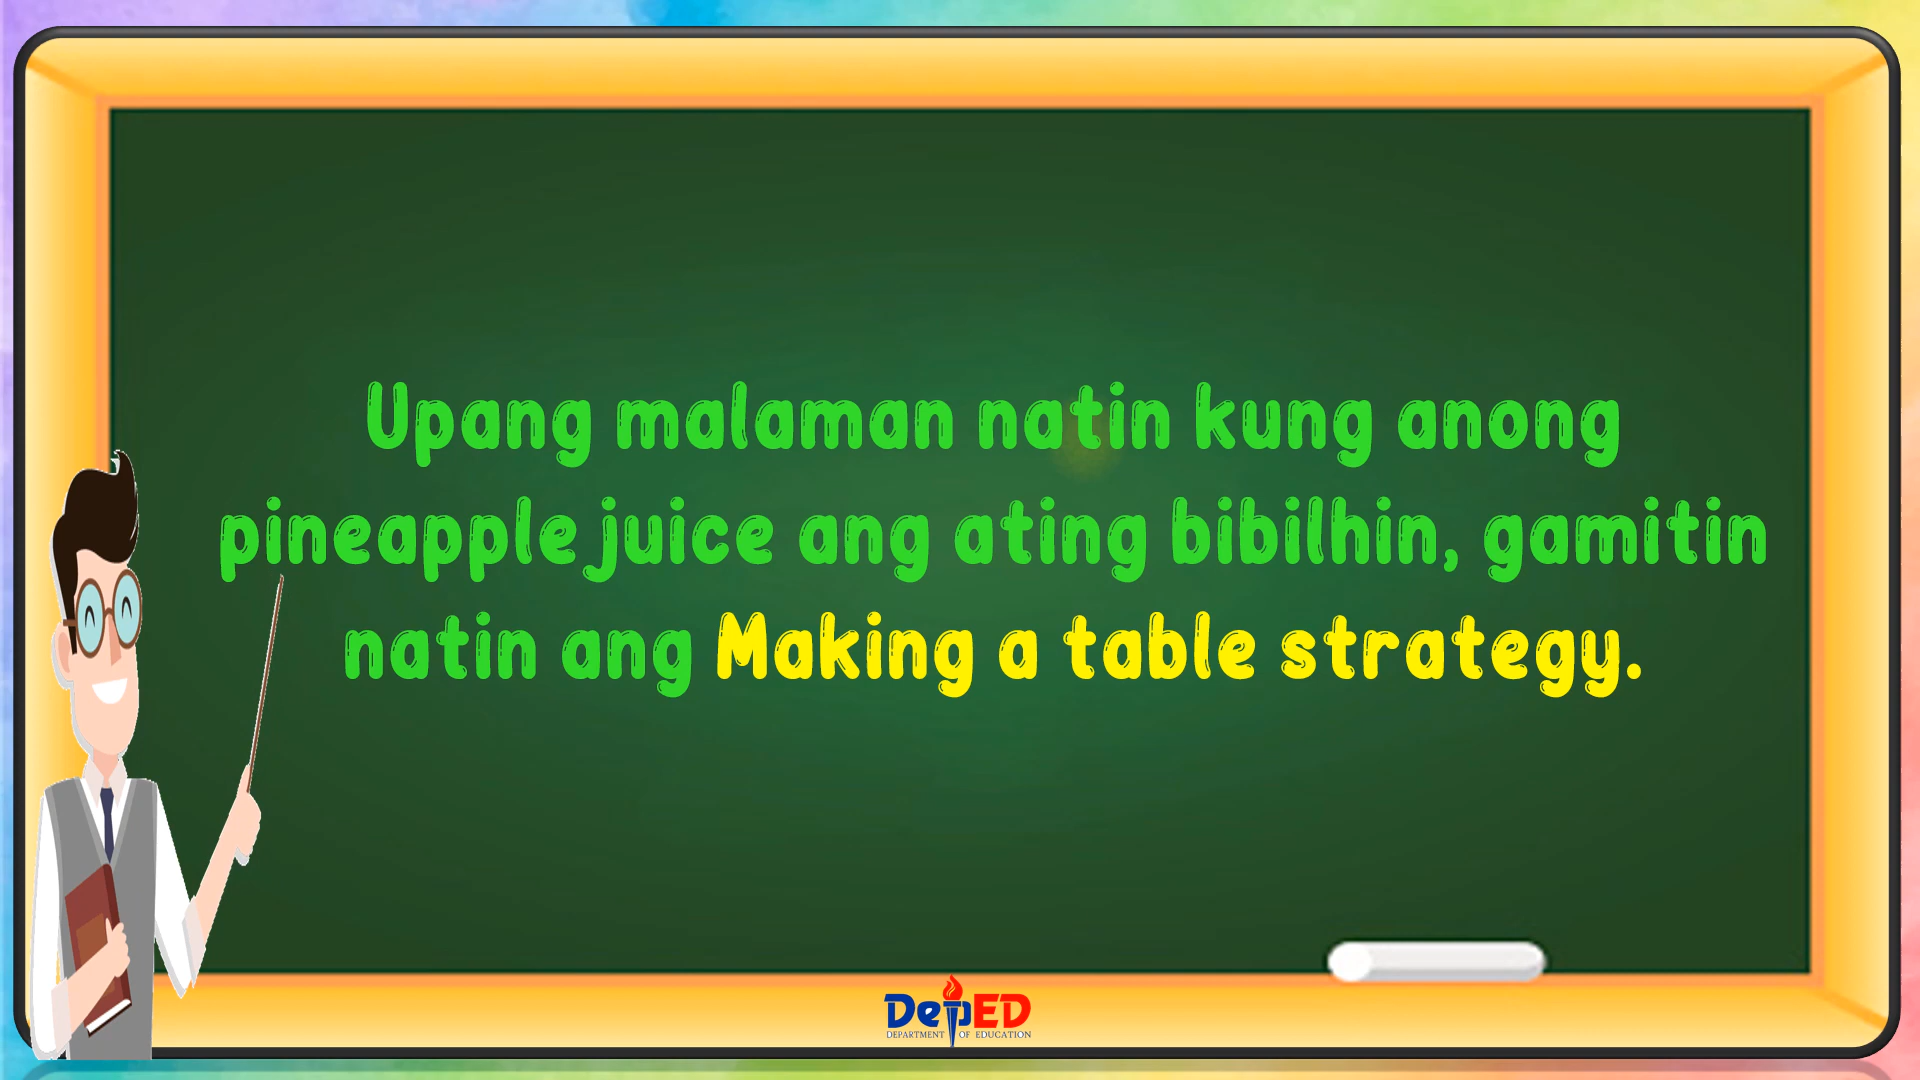 Upang malaman natin kung anong
pineapple juice ang ating bibilhin, gamitin
natin ang Making a table strategy.
DepED
DEPARTMENT OF EDUCATION